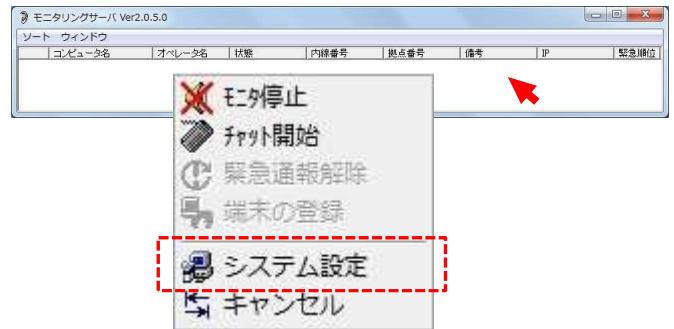 モニタリングサーバ Ver2.0.5.0
ソート ウィンドウ
コンピュータ名 オペレータ名 状態 内線番号 拠点番号 備考 IP 緊急順位
ﾓﾆﾀ停止
ﾁｬｯﾄ開始
緊急通報解除
端末の登録
システム設定
キャンセル